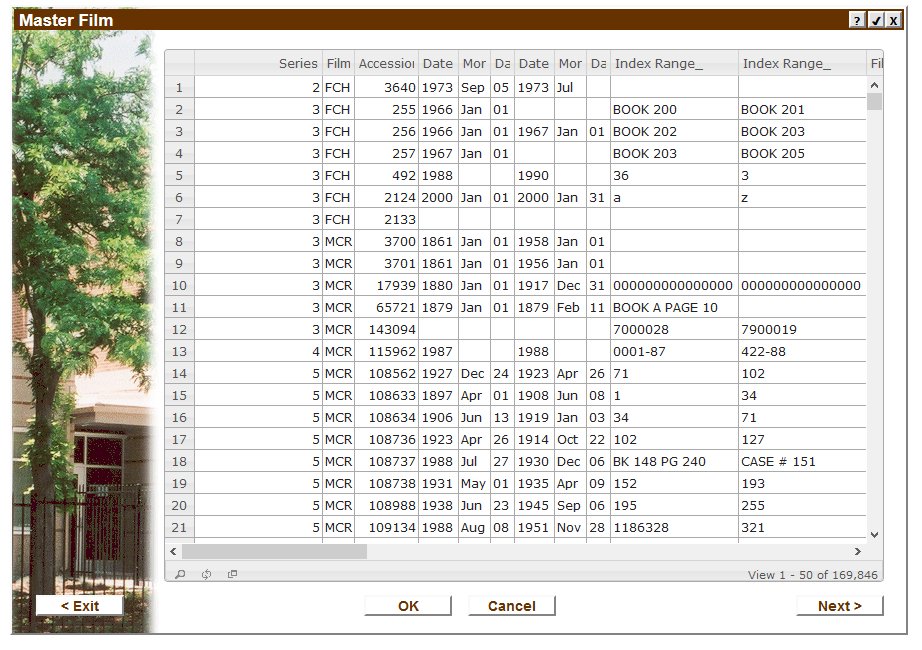 Master Film ? ✓ X
Series Film Accession Date Mor Da Date Mor Da Index Range_ Index Range_ Fil
1 2 FCH 3640 1973 Sep 05 1973 Jul
2 3 FCH 255 1966 Jan 01 BOOK 200 BOOK 201
3 3 FCH 256 1966 Jan 01 1967 Jan 01 BOOK 202 BOOK 203
4 3 FCH 257 1967 Jan 01 BOOK 203 BOOK 205
5 3 FCH 492 1988 1990 36 3
6 3 FCH 2124 2000 Jan 01 2000 Jan 31 a z
7 3 FCH 2133
8 3 MCR 3700 1861 Jan 01 1958 Jan 01
9 3 MCR 3701 1861 Jan 01 1956 Jan 01
10 3 MCR 17939 1880 Jan 01 1917 Dec 31 000000000000000 000000000000000
11 3 MCR 65721 1879 Jan 01 1879 Feb 11 BOOK A PAGE 10
12 3 MCR 143094 7000028 7900019
13 4 MCR 115962 1987 1988 0001-87 422-88
14 5 MCR 108562 1927 Dec 24 1923 Apr 26 71 102
15 5 MCR 108633 1897 Apr 01 1908 Jun 08 1 34
16 5 MCR 108634 1906 Jun 13 1919 Jan 03 34 71
17 5 MCR 108736 1923 Apr 26 1914 Oct 22 102 127
18 5 MCR 108737 1988 Jul 27 1930 Dec 06 BK 148 PG 240 CASE # 151
19 5 MCR 108738 1931 May 01 1935 Apr 09 152 193
20 5 MCR 108988 1938 Jun 23 1945 Sep 06 195 255
21 5 MCR 109134 1988 Aug 08 1951 Nov 28 1186328 321
View 1 - 50 of 169,846
< Exit OK Cancel Next >